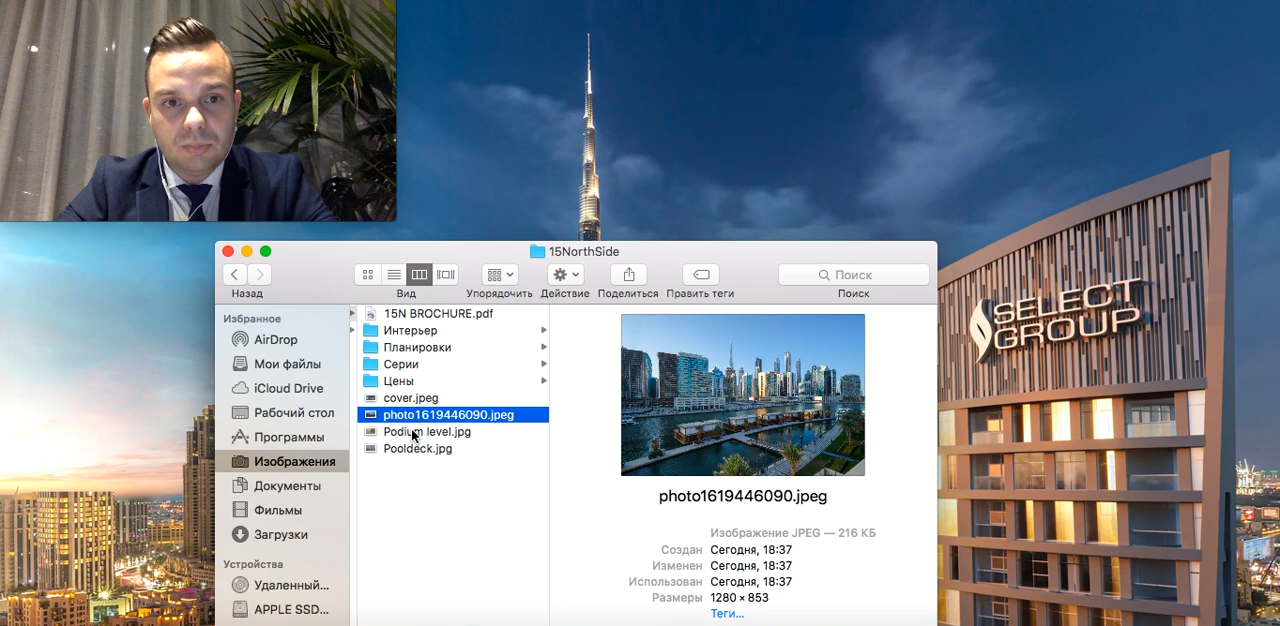 15NorthSide
Поиск
Назад
Вид
Упорядочить
Действие
Поделиться
Править теги
Поиск
Избранное
AirDrop
Мои файлы
iCloud Drive
Рабочий стол
Программы
Изображения
Документы
Фильмы
Загрузки
Устройства
Удаленный...
APPLE SSD...
15N BROCHURE.pdf
Интерьер
Планировки
Серии
Цены
cover.jpeg
photo1619446090.jpeg
Podium level.jpg
Pooldeck.jpg
photo1619446090.jpeg
Изображение JPEG — 216 КБ
Создан Сегодня, 18:37
Изменен Сегодня, 18:37
Использован Сегодня, 18:37
Размеры 1280 × 853
Теги...
SELECT
GROUP